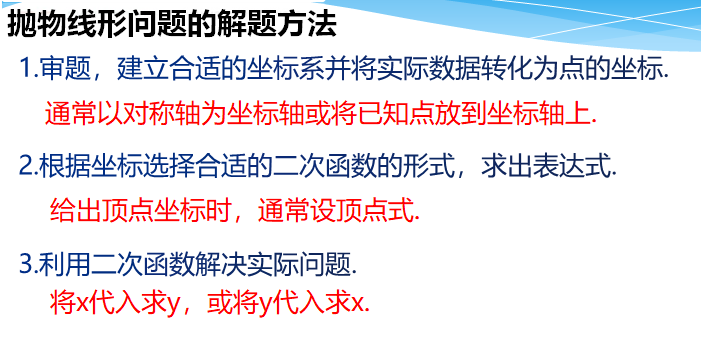 抛物线形问题的解题方法
1.审题，建立合适的坐标系并将实际数据转化为点的坐标.
通常以对称轴为坐标轴或将已知点放到坐标轴上.
2.根据坐标选择合适的二次函数的形式，求出表达式.
给出顶点坐标时，通常设顶点式.
3.利用二次函数解决实际问题.
将x代入求y，或将y代入求x.